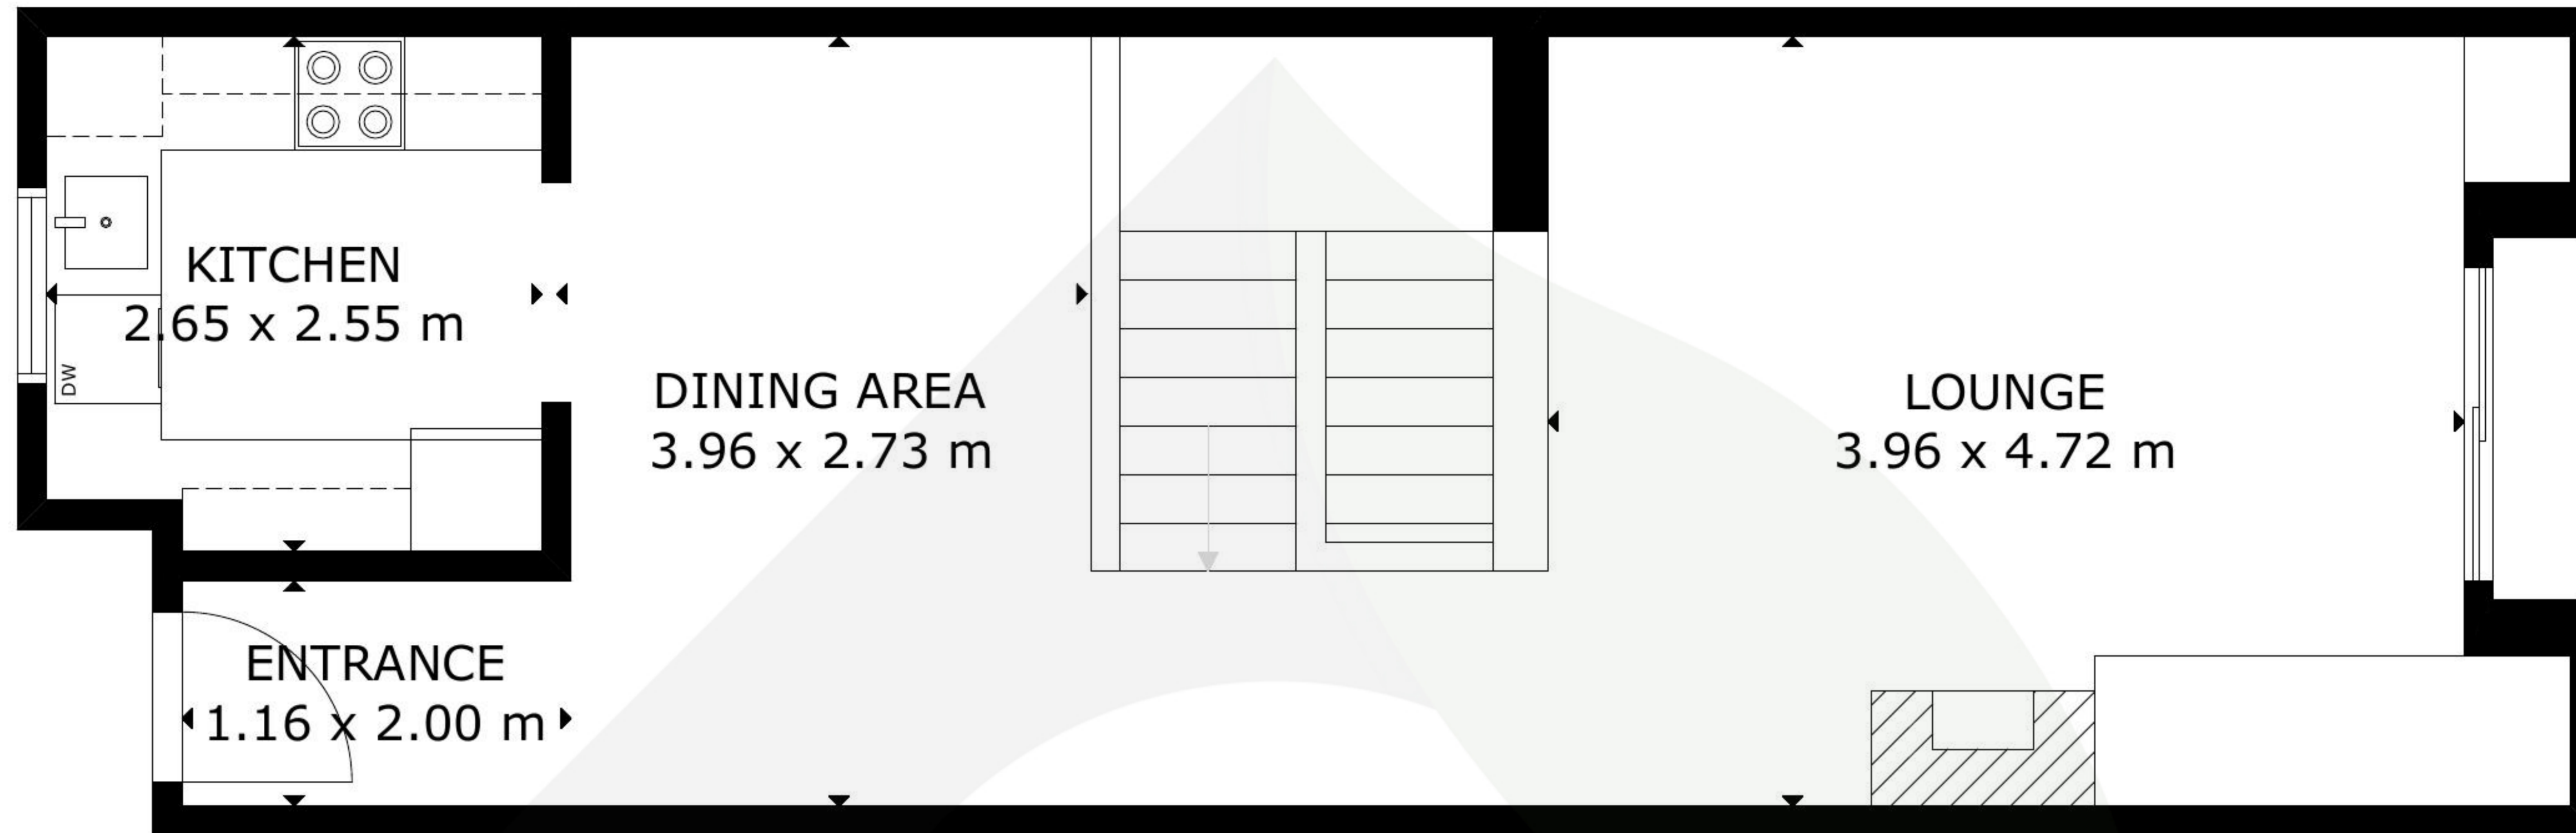 KITCHEN
2.65 x 2.55 m
DW
DINING AREA
3.96 x 2.73 m
LOUNGE
3.96 x 4.72 m
ENTRANCE
1.16 x 2.00 m